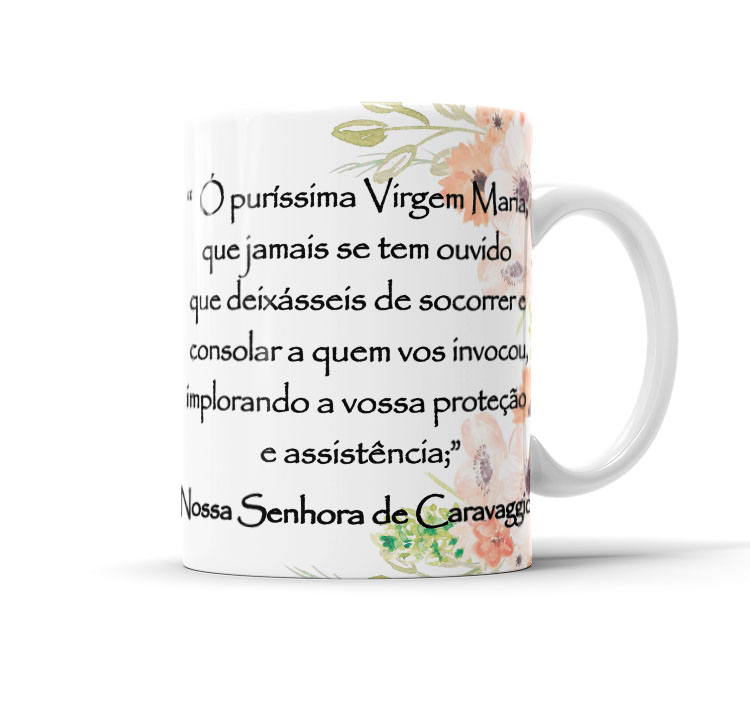 “ Ó puríssima Virgem Maria,
que jamais se tem ouvido
que deixásseis de socorrer e
consolar a quem vos invocou,
implorando a vossa proteção
e assistência;”
Nossa Senhora de Caravaggio